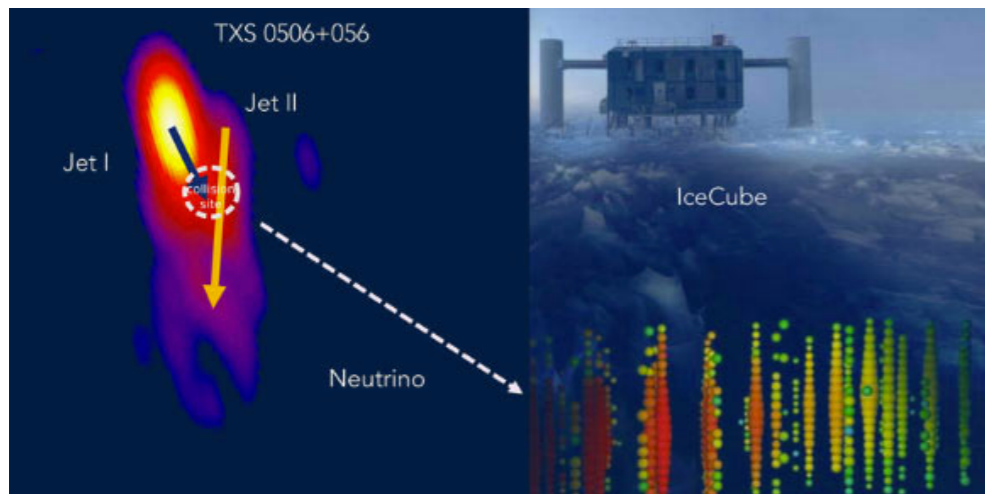 TXS 0506+056
Jet II
Jet I
collision
site
IceCube
Neutrino